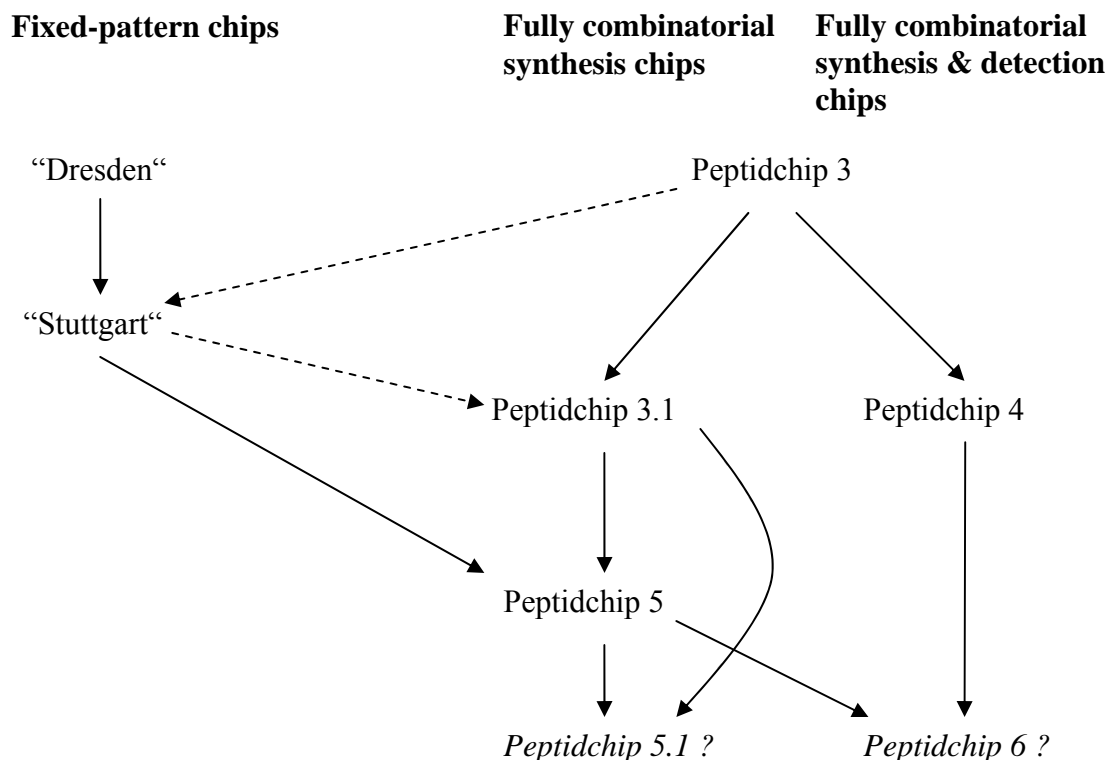 Fixed-pattern chips
Fully combinatorial
synthesis chips
Fully combinatorial
synthesis & detection
chips
“Dresden“
Peptidchip 3
“Stuttgart“
Peptidchip 3.1
Peptidchip 4
Peptidchip 5
Peptidchip 5.1 ?
Peptidchip 6 ?